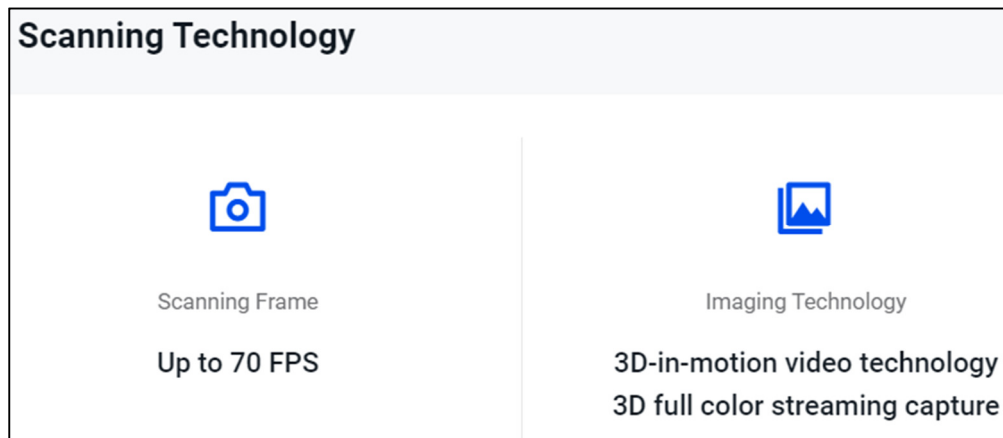 Scanning Technology
Scanning Frame
Up to 70 FPS
Imaging Technology
3D-in-motion video technology
3D full color streaming capture